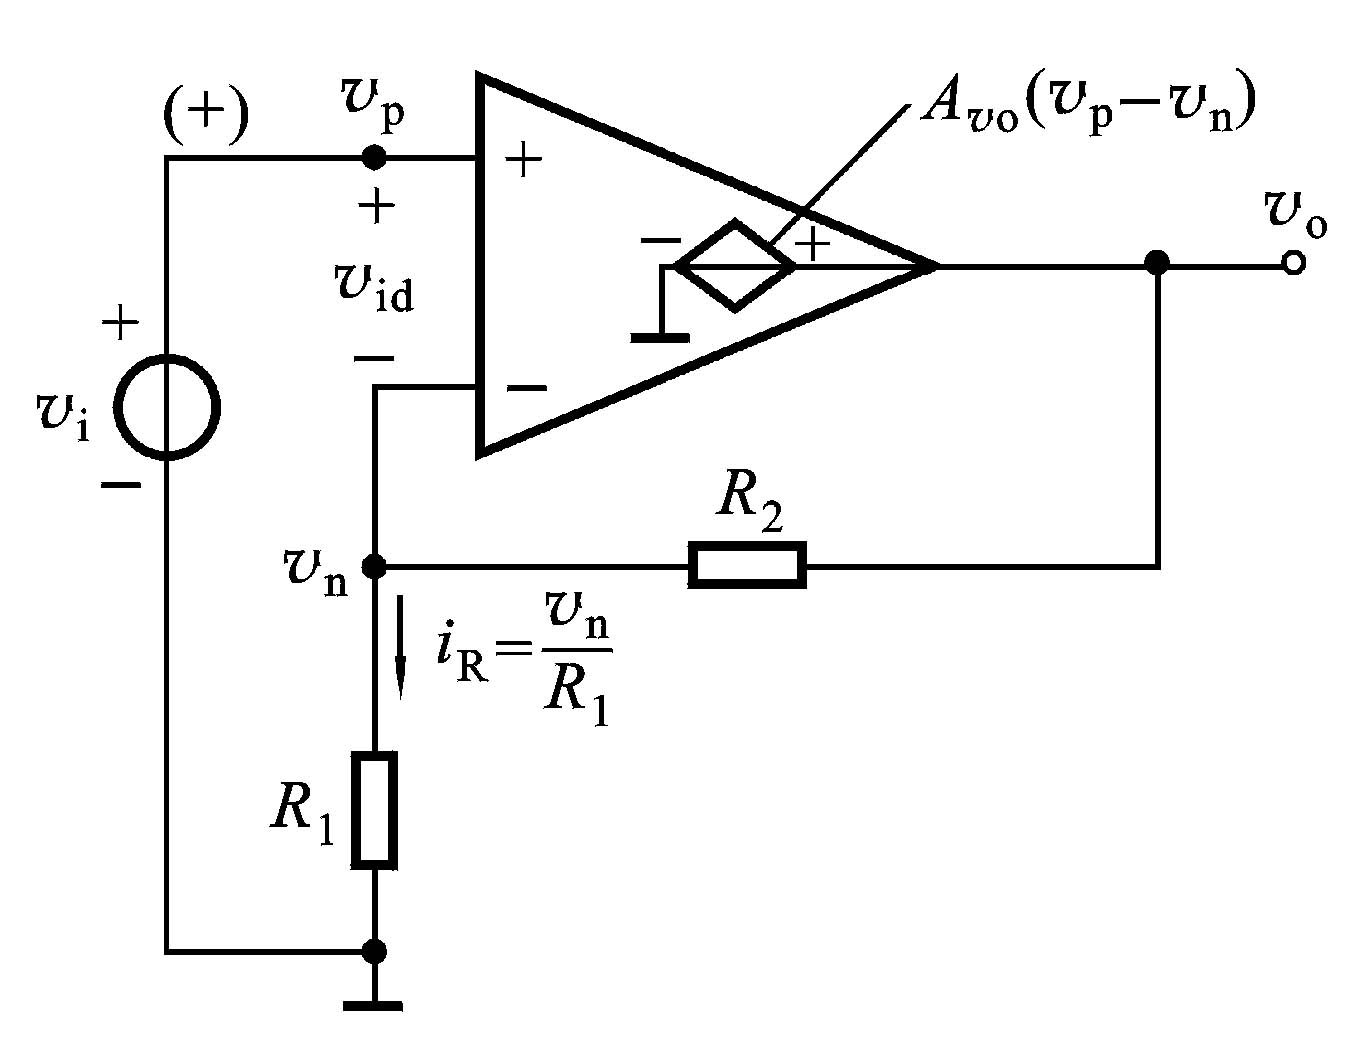 (+)
v_p
A_vo(v_p−v_n)
+
+
v_id
−
−
+
−
v_o
+
v_i
−
R_2
v_n
i_R=v_n/R_1
R_1